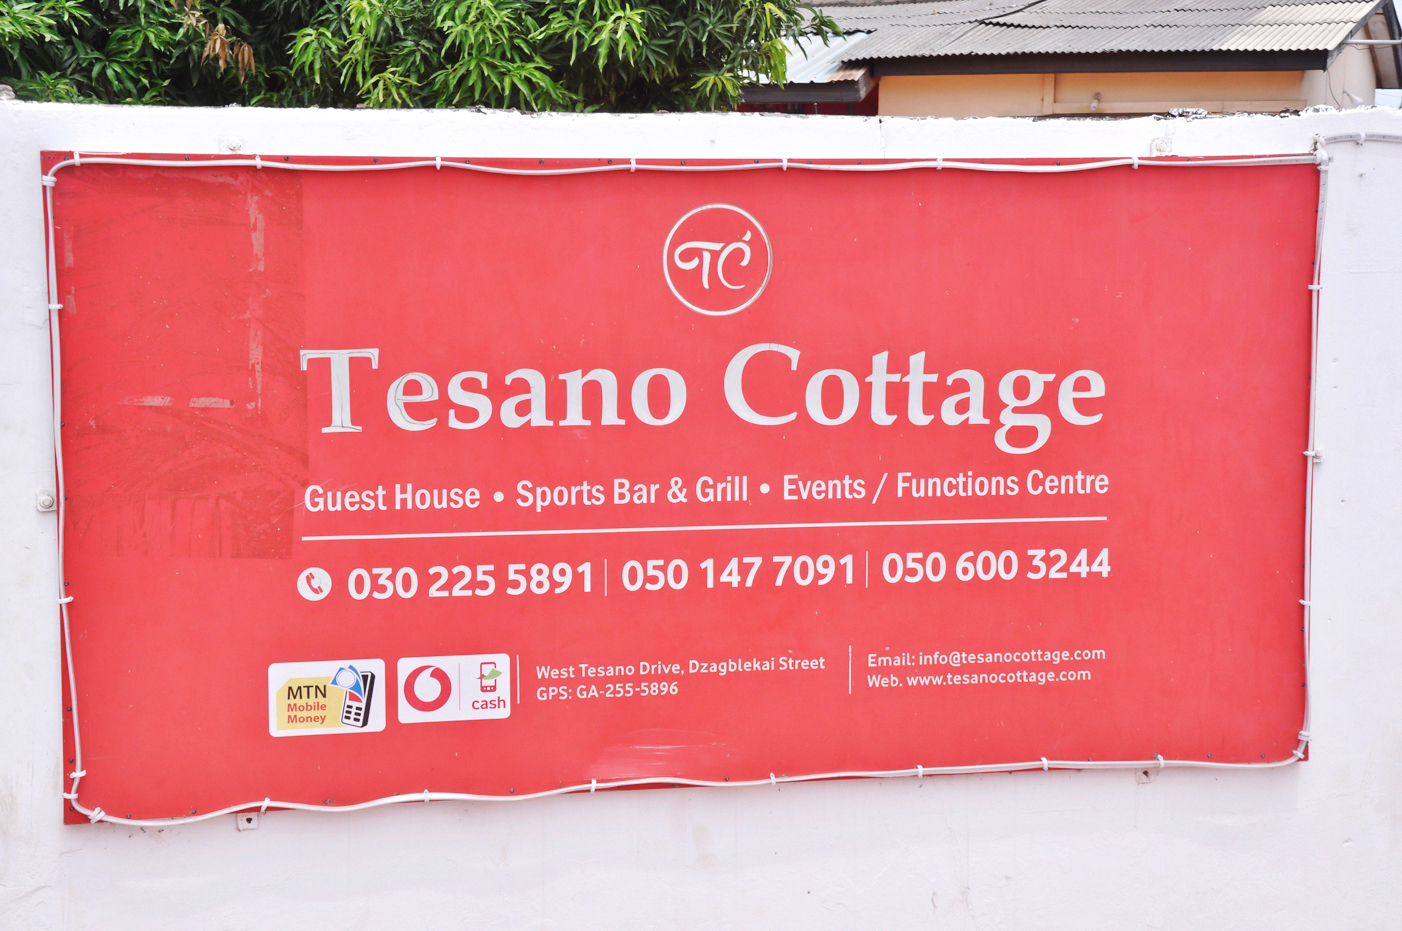 TC
Tesano Cottage
Guest House • Sports Bar & Grill • Events / Functions Centre
030 225 5891 | 050 147 7091 | 050 600 3244
MTN
Mobile
Money
cash
West Tesano Drive, Dzagblekai Street
GPS: GA-255-5896
Email: info@tesanocottage.com
Web. www.tesanocottage.com